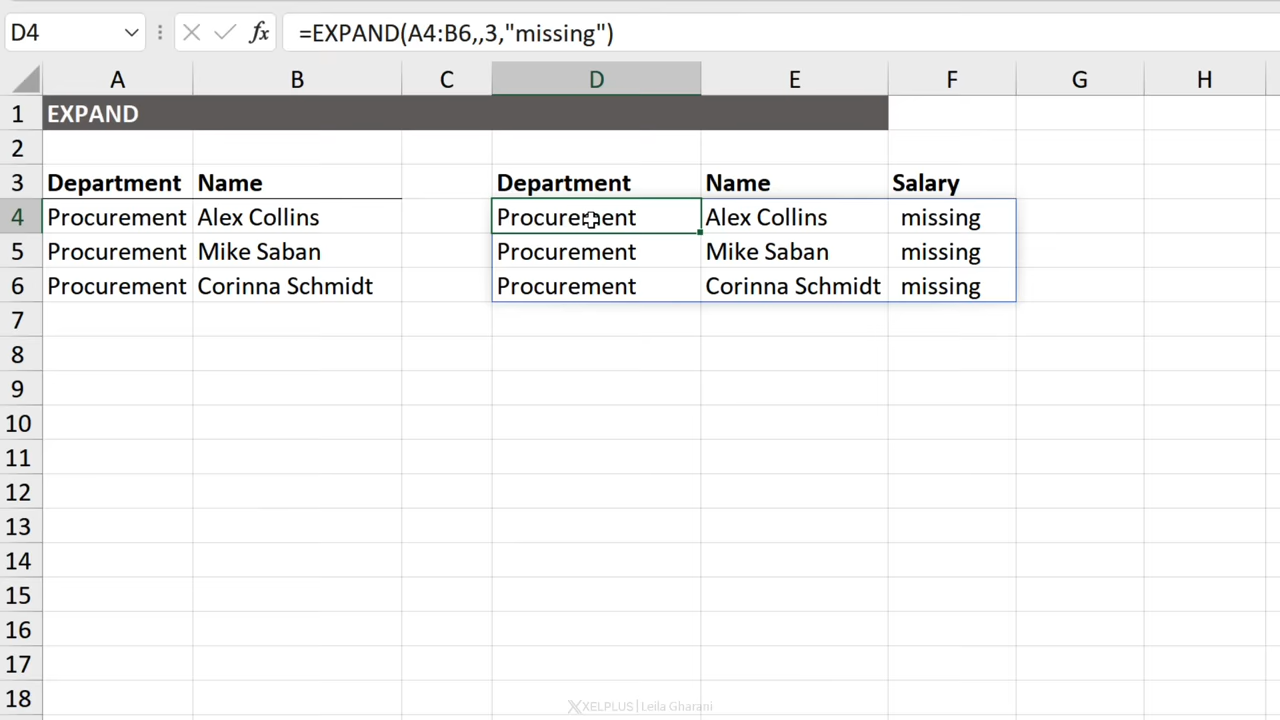 D4 fx =EXPAND(A4:B6,,3,"missing")
A B C D E F G H
1 EXPAND
2
3 Department Name Department Name Salary
4 Procurement Alex Collins Procurement Alex Collins missing
5 Procurement Mike Saban Procurement Mike Saban missing
6 Procurement Corinna Schmidt Procurement Corinna Schmidt missing
7
8
9
10
11
12
13
14
15
16
17
18
XELPLUS | Leila Gharani